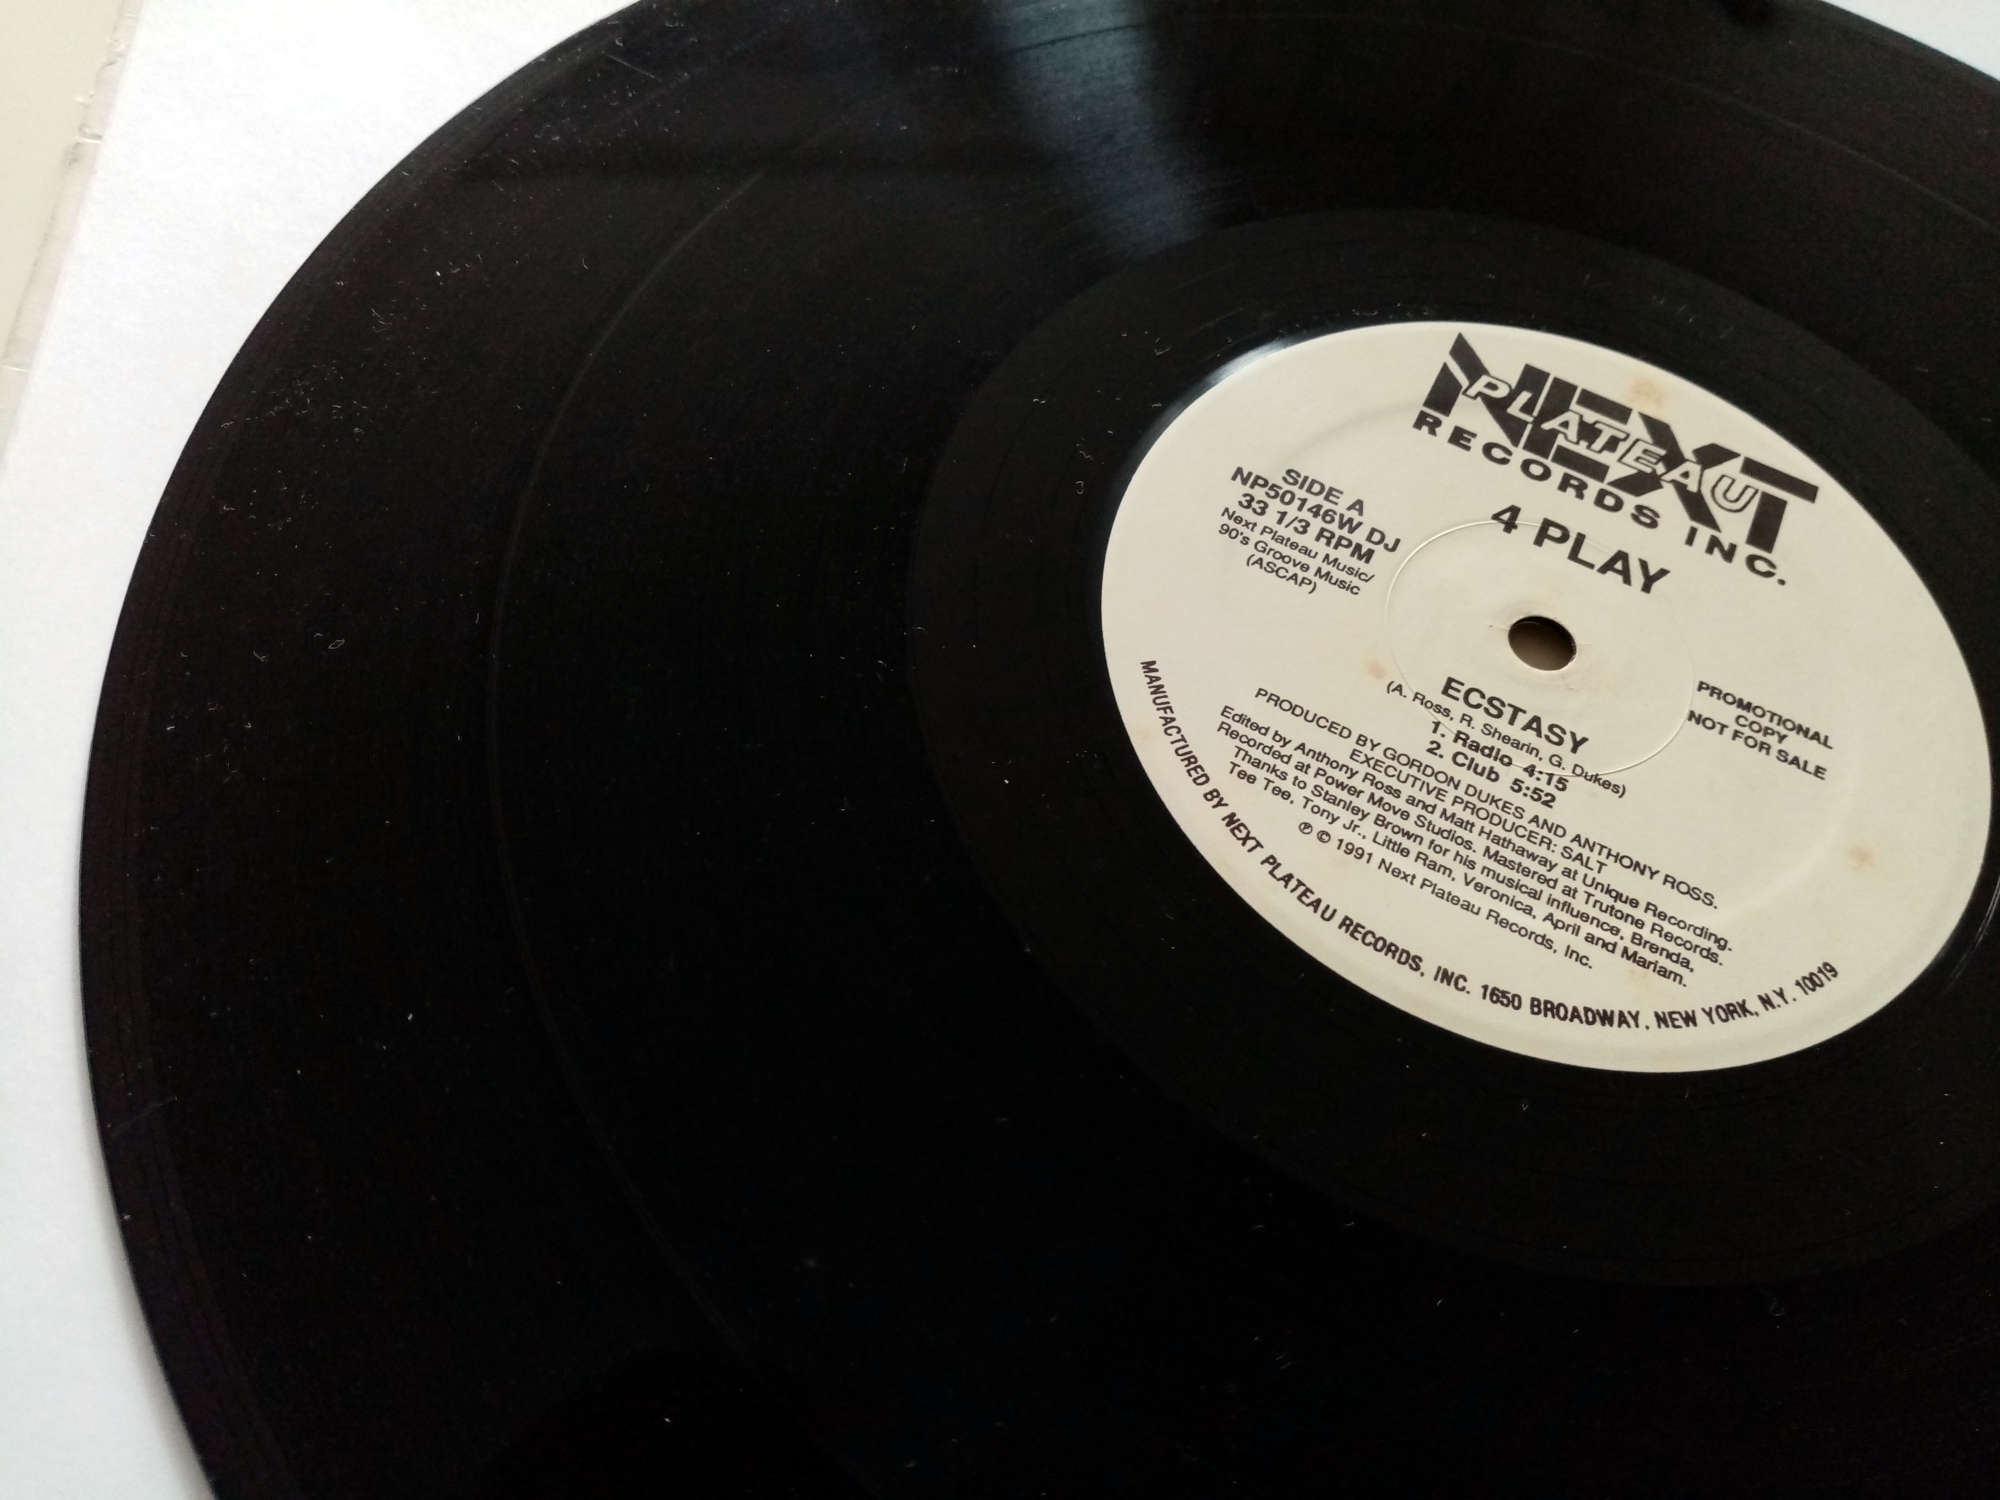 NEXT
PLATEAU
RECORDS INC.
4 PLAY
SIDE A
NP50146W DJ
33 1/3 RPM
Next Plateau Music/
90's Groove Music
(ASCAP)
PROMOTIONAL
COPY
NOT FOR SALE
ECSTASY
(A. Ross, R. Shearin, G. Dukes)
1. Radio 4:15
2. Club 5:52
PRODUCED BY GORDON DUKES AND ANTHONY ROSS.
EXECUTIVE PRODUCER: SALT
Edited by Anthony Ross and Matt Hathaway at Unique Recording.
Recorded at Power Move Studios. Mastered at Trutone Records.
Thanks to Stanley Brown for his musical influence, Brenda,
Tee Tee, Tony Jr., Little Ram, Veronica, April and Mariam.
℗ © 1991 Next Plateau Records, Inc.
MANUFACTURED BY NEXT PLATEAU RECORDS, INC. 1650 BROADWAY, NEW YORK, N.Y. 10019